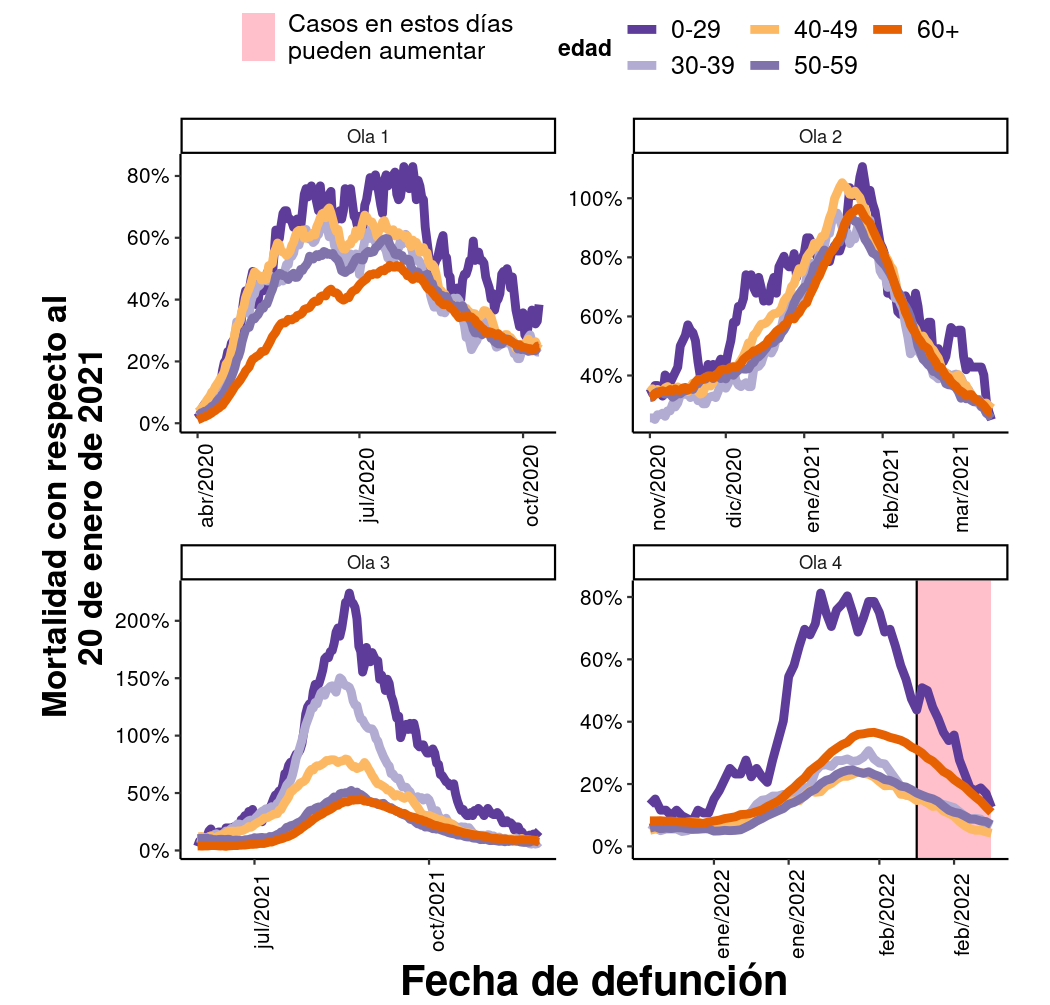 Casos en estos días
pueden aumentar
edad
0-29
40-49
60+
30-39
50-59
Mortalidad con respecto al
20 de enero de 2021
Ola 1
80%
60%
40%
20%
0%
abr/2020
jul/2020
oct/2020
Ola 2
100%
80%
60%
40%
nov/2020
dic/2020
ene/2021
feb/2021
mar/2021
Ola 3
200%
150%
100%
50%
0%
jul/2021
oct/2021
Ola 4
80%
60%
40%
20%
0%
ene/2022
ene/2022
feb/2022
feb/2022
Fecha de defunción